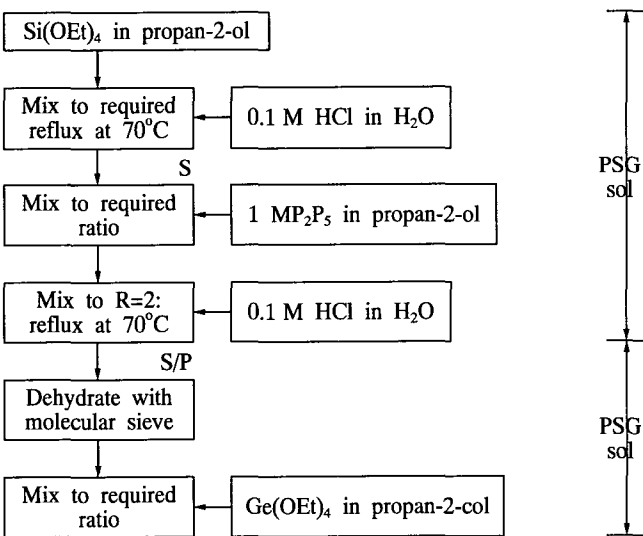 Si(OEt)₄ in propan-2-ol
Mix to required
reflux at 70°C
0.1 M HCl in H₂O
S
Mix to required
ratio
1 MP₂P₅ in propan-2-ol
Mix to R=2:
reflux at 70°C
0.1 M HCl in H₂O
S/P
Dehydrate with
molecular sieve
Mix to required
ratio
Ge(OEt)₄ in propan-2-col
PSG
sol
PSG
sol